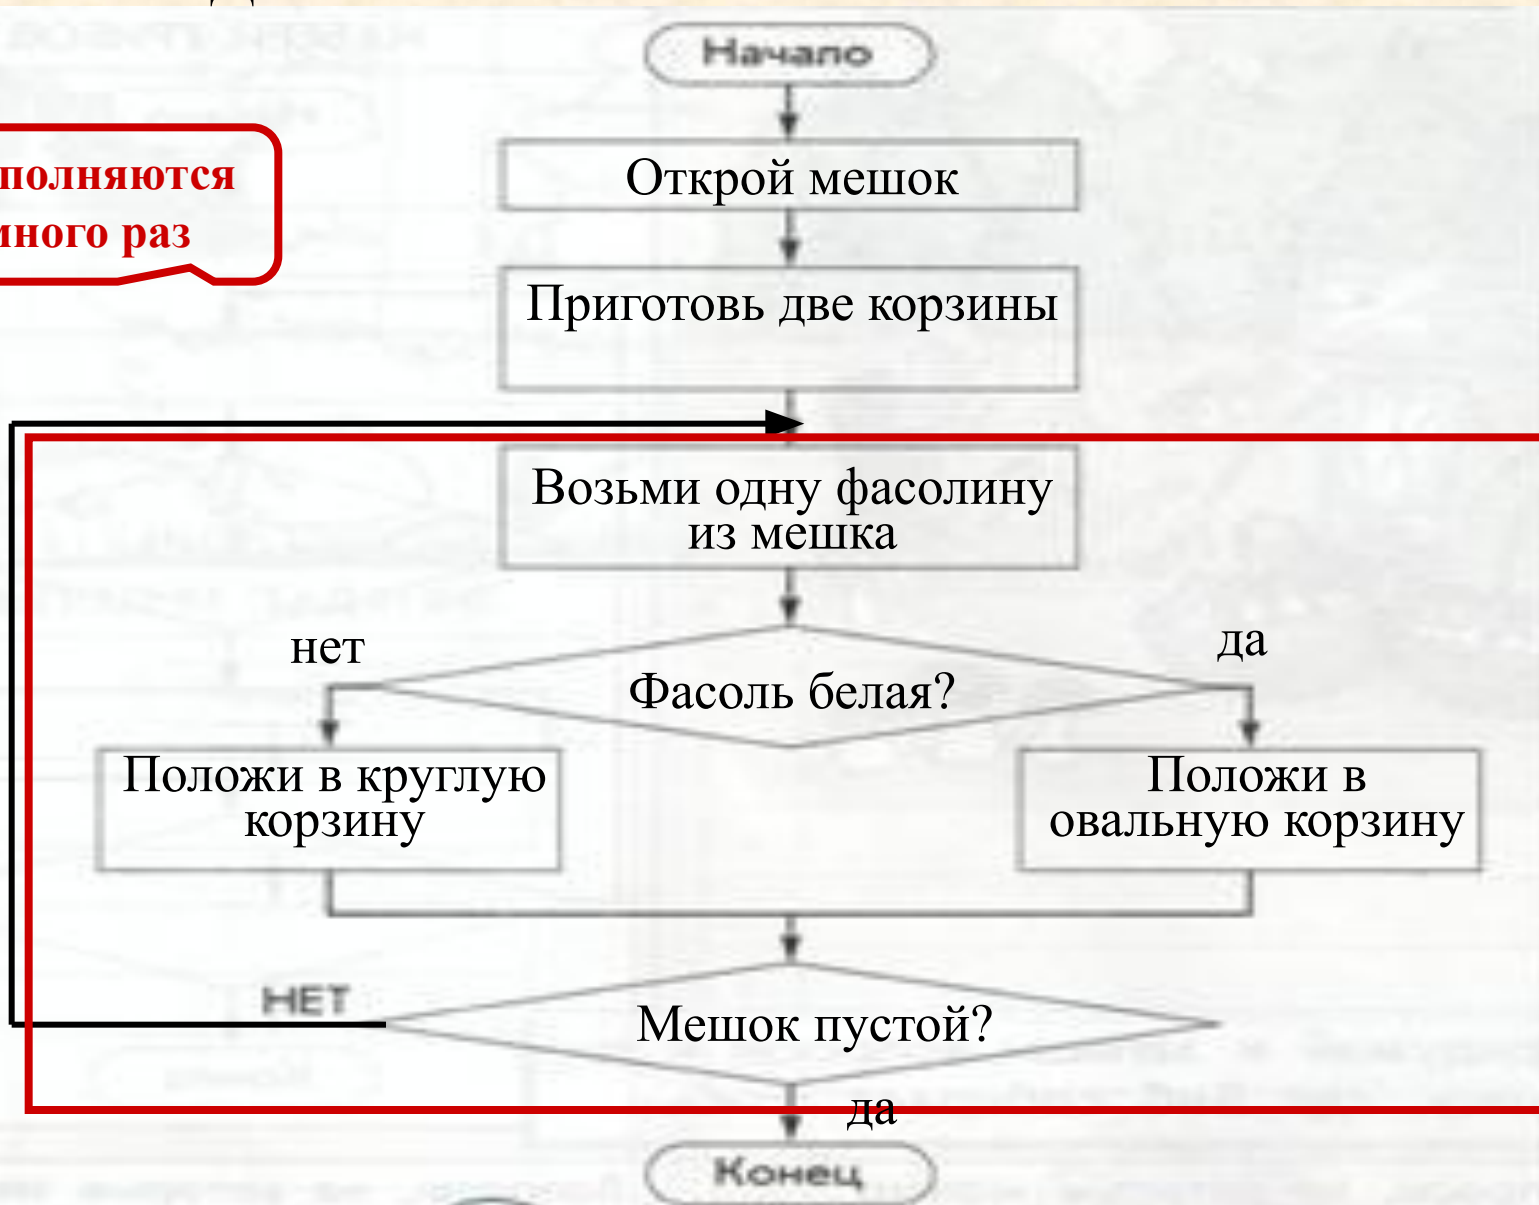 Начало
полняются
много раз
Открой мешок
Приготовь две корзины
Возьми одну фасолину
из мешка
нет
да
Фасоль белая?
Положи в круглую
корзину
Положи в
овальную корзину
НЕТ
Мешок пустой?
да
Конец